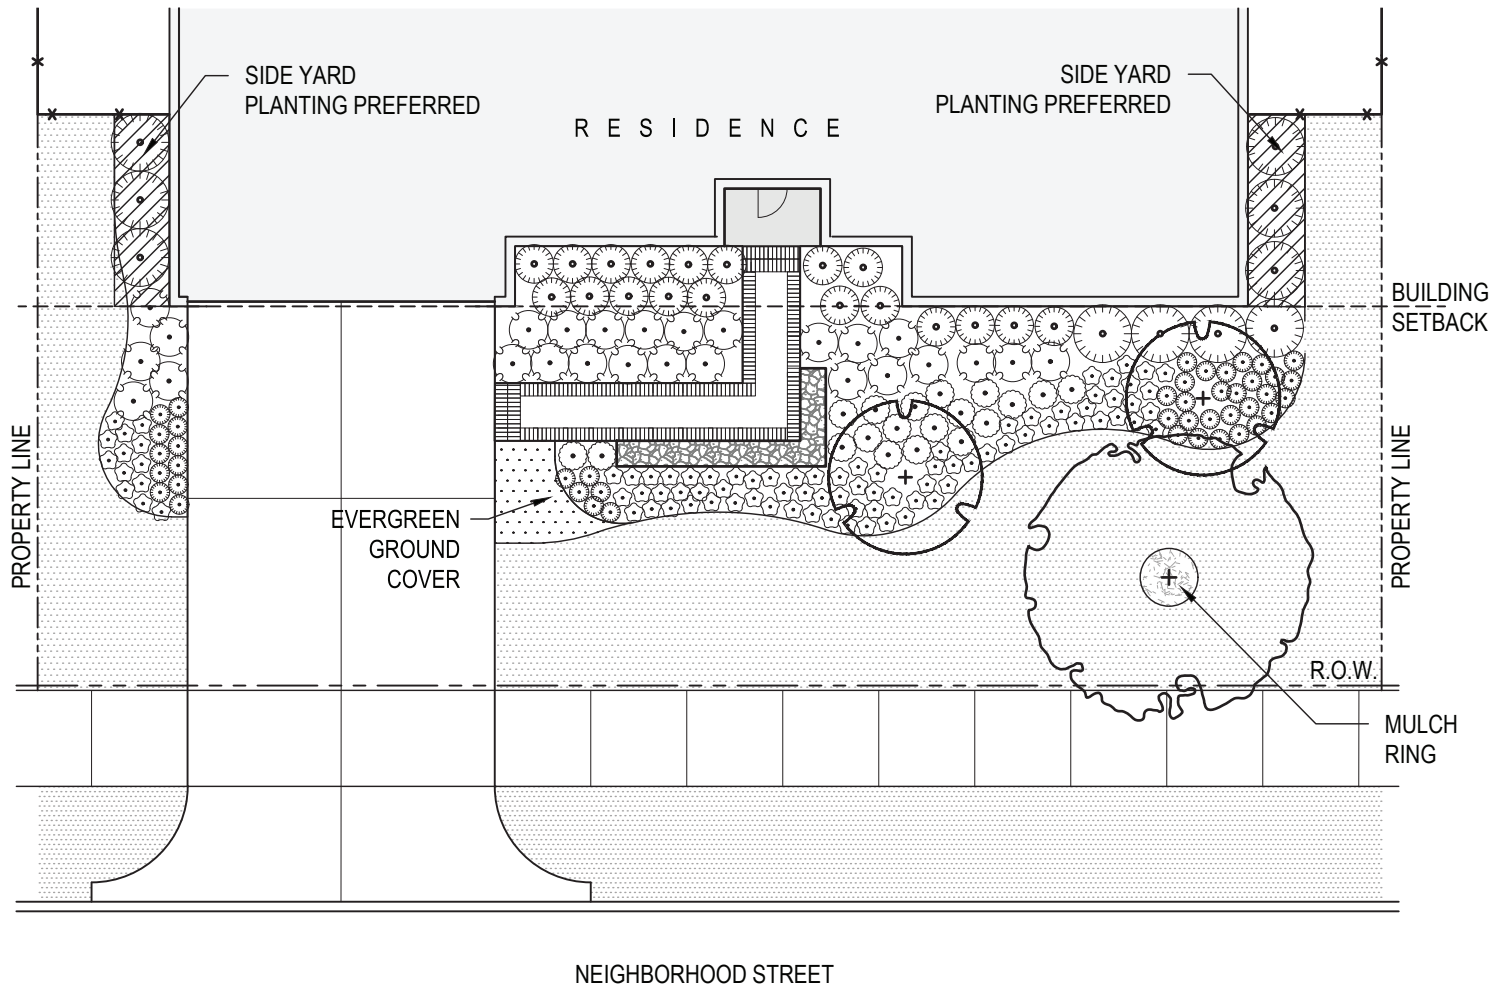 SIDE YARD
PLANTING PREFERRED
SIDE YARD
PLANTING PREFERRED
RESIDENCE
BUILDING
SETBACK
PROPERTY LINE
EVERGREEN
GROUND
COVER
PROPERTY LINE
R.O.W.
MULCH
RING
NEIGHBORHOOD STREET